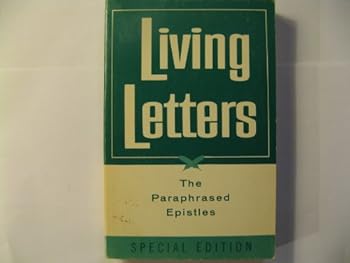 Living
Letters
The
Paraphrased
Epistles
SPECIAL EDITION